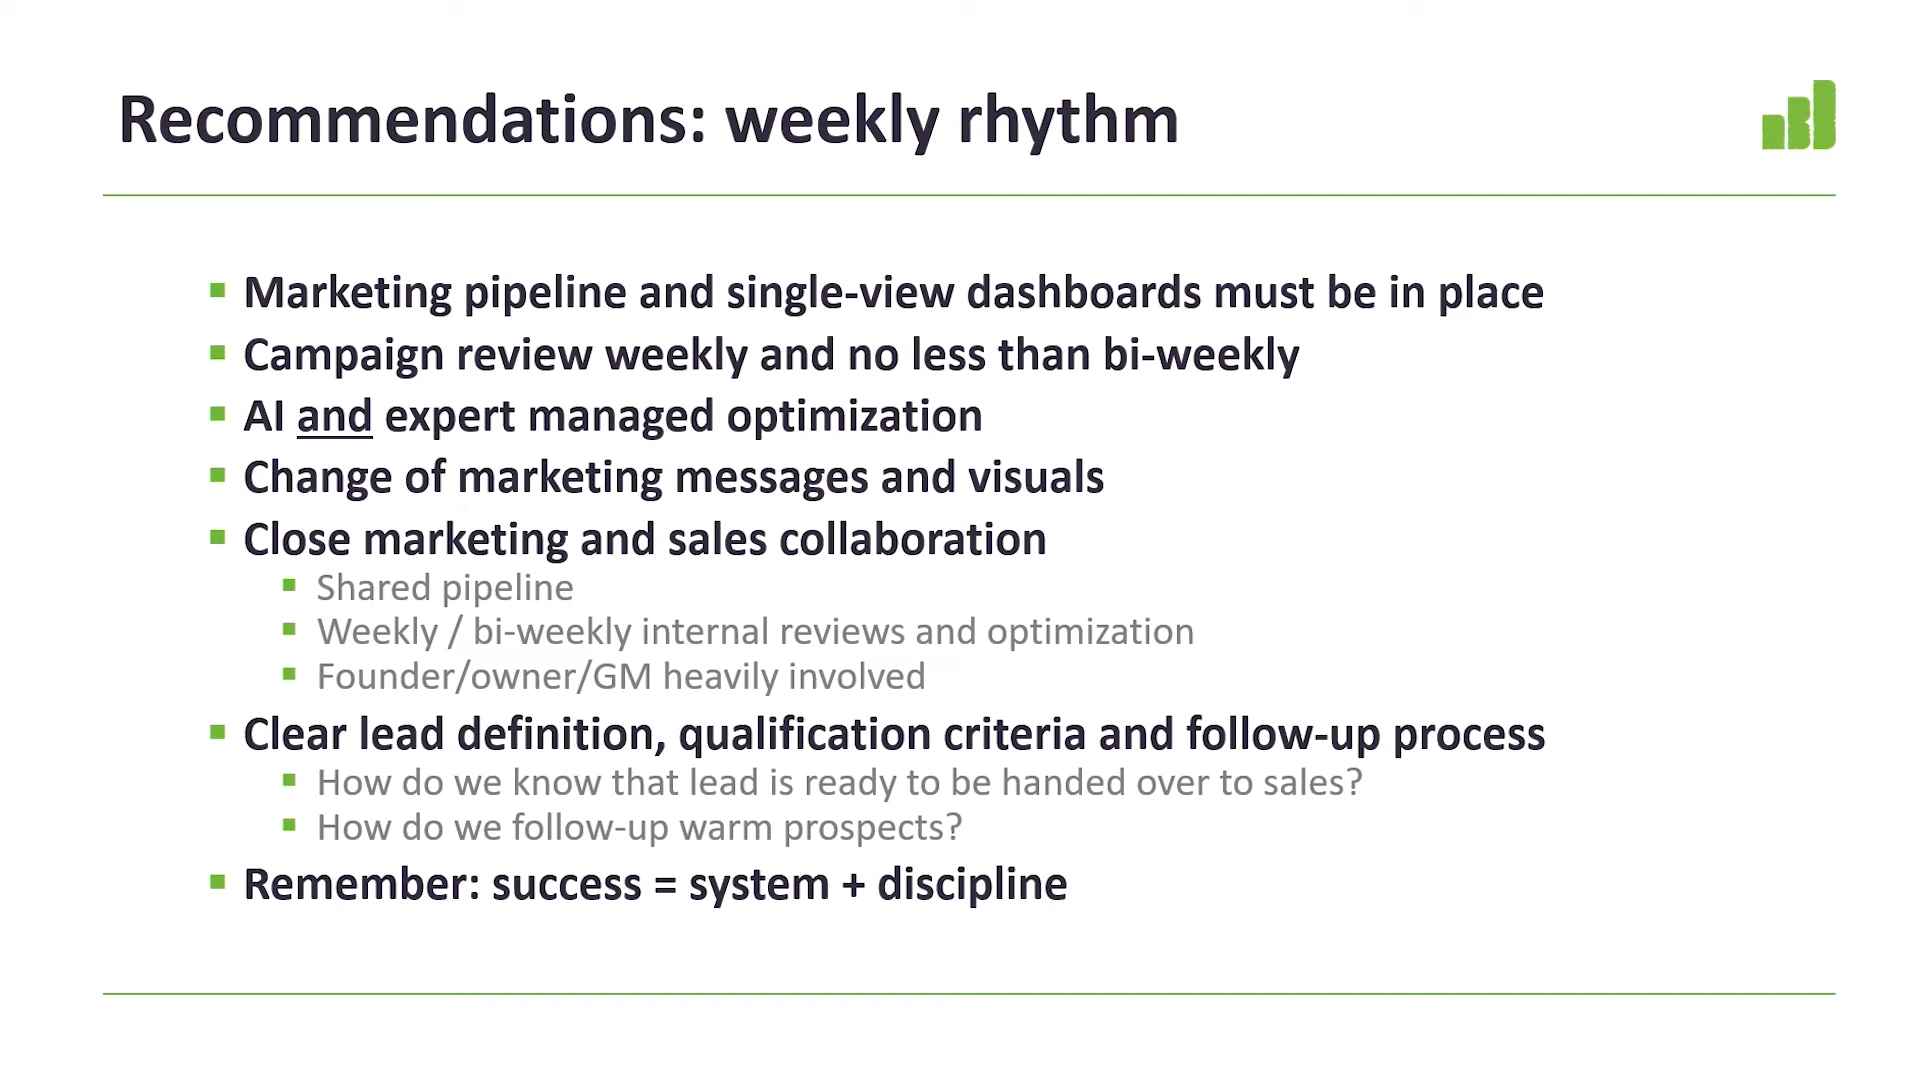 Recommendations: weekly rhythm
Marketing pipeline and single-view dashboards must be in place
Campaign review weekly and no less than bi-weekly
AI and expert managed optimization
Change of marketing messages and visuals
Close marketing and sales collaboration
Shared pipeline
Weekly / bi-weekly internal reviews and optimization
Founder/owner/GM heavily involved
Clear lead definition, qualification criteria and follow-up process
How do we know that lead is ready to be handed over to sales?
How do we follow-up warm prospects?
Remember: success = system + discipline